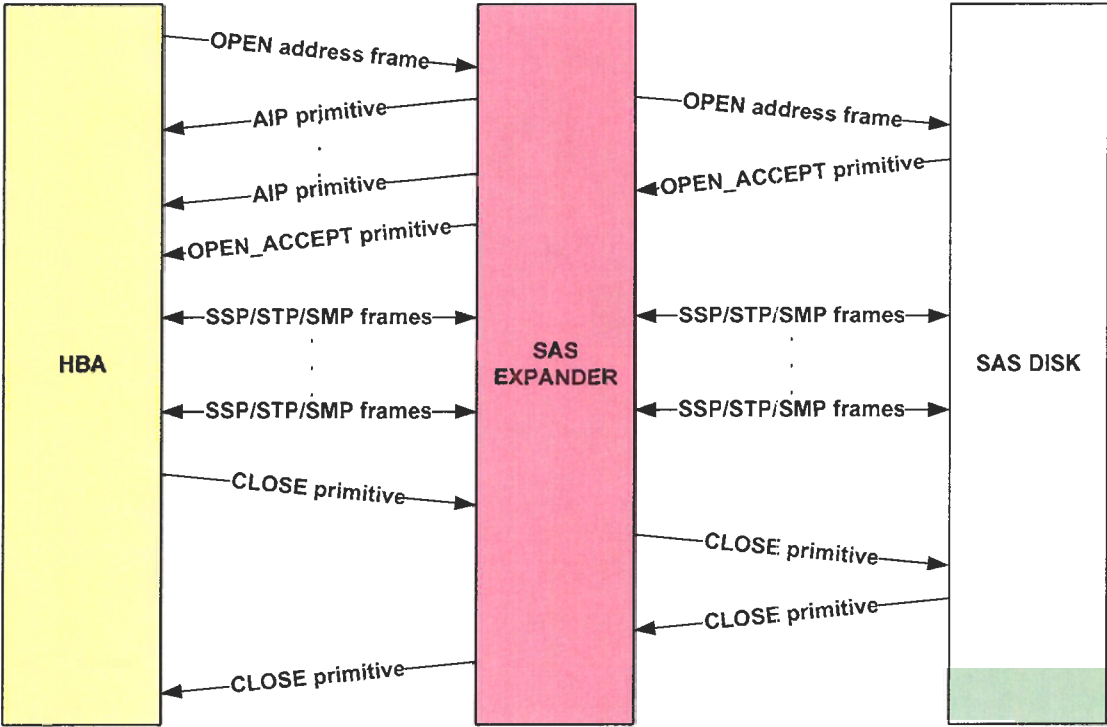 OPEN address frame
AIP primitive
OPEN address frame
AIP primitive
OPEN_ACCEPT primitive
OPEN_ACCEPT primitive
SSP/STP/SMP frames
SSP/STP/SMP frames
HBA
SAS
EXPANDER
SAS DISK
SSP/STP/SMP frames
SSP/STP/SMP frames
CLOSE primitive
CLOSE primitive
CLOSE primitive
CLOSE primitive